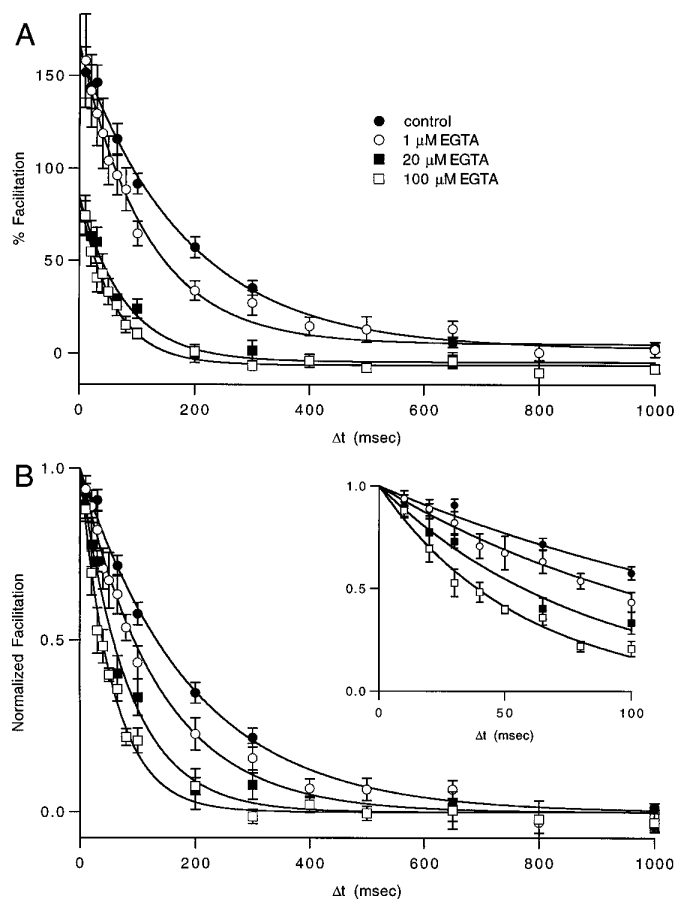 A
150
100
50
0
% Facilitation
control
1 µM EGTA
20 µM EGTA
100 µM EGTA
0 200 400 600 800 1000
Δt (msec)
B
1.0
0.5
0.0
Normalized Facilitation
1.0
0.5
0.0
0 50 100
Δt (msec)
0 200 400 600 800 1000
Δt (msec)